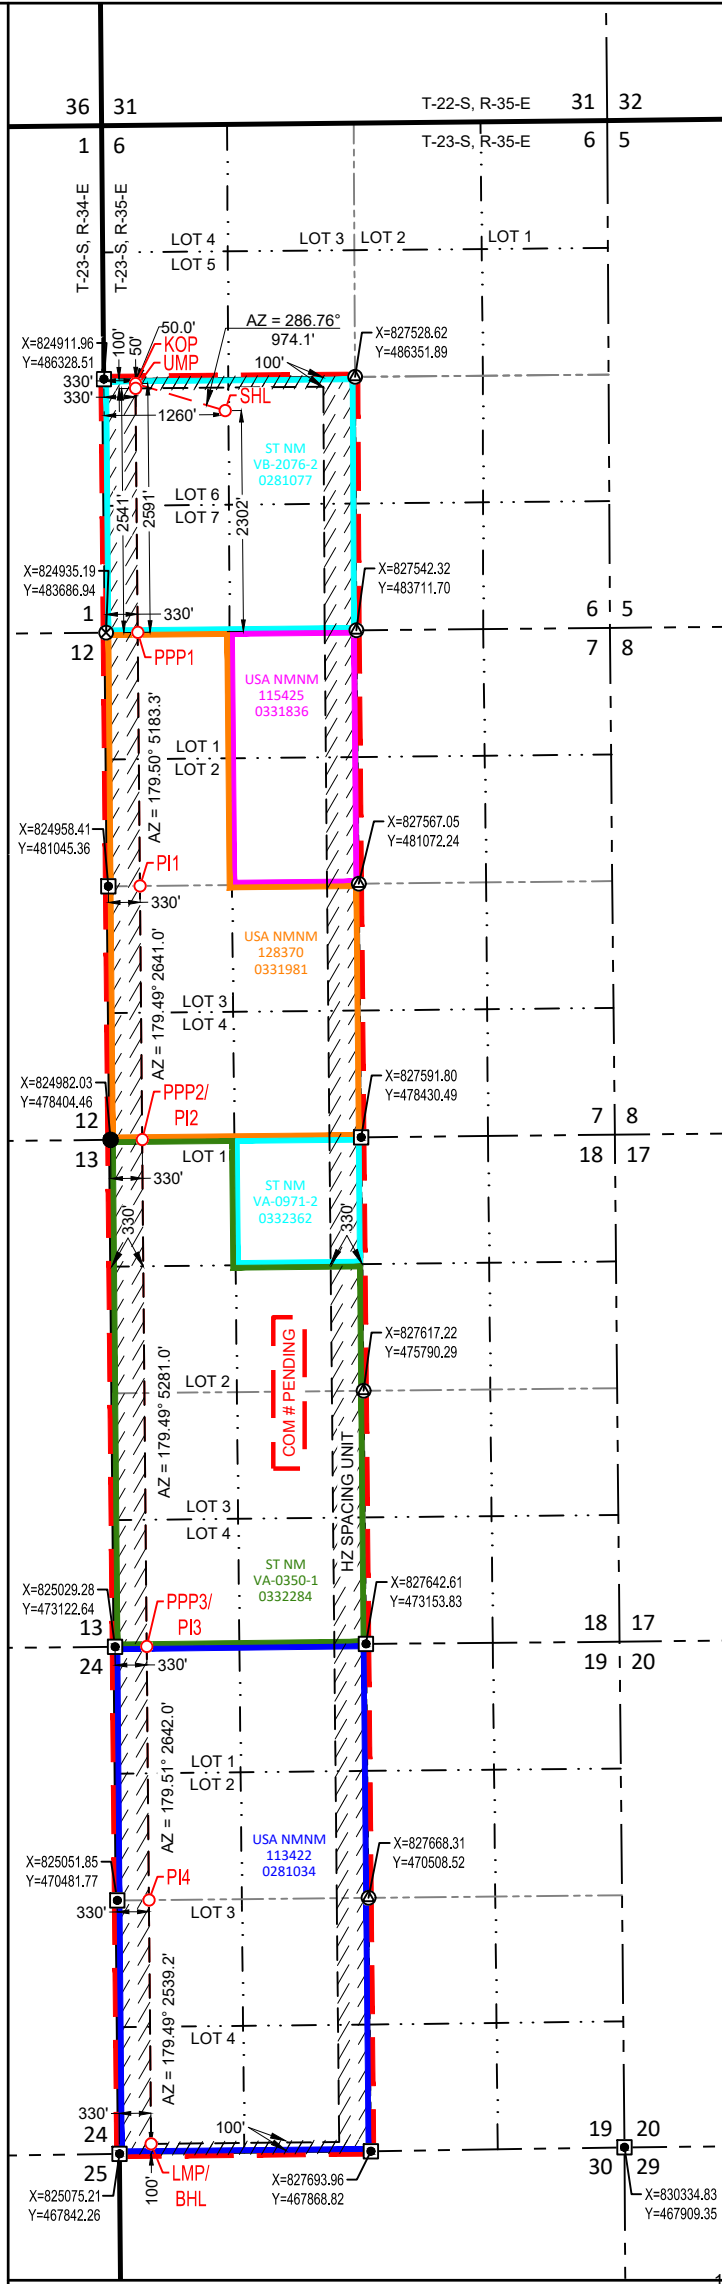 36 31
T-22-S, R-35-E
31 32
1 6
T-23-S, R-35-E
6 5
T-23-S, R-34-E
T-23-S, R-35-E
LOT 4
LOT 3
LOT 2
LOT 1
LOT 5
X=824911.96
Y=486328.51
100'
50'
50.0'
KOP
UMP
AZ = 286.76°
974.1'
100'
X=827528.62
Y=486351.89
330'
330'
1260'
SHL
ST NM
VB-2076-2
0281077
2541'
2591'
2302'
LOT 6
LOT 7
X=824935.19
Y=483686.94
X=827542.32
Y=483711.70
330'
1
12
6 5
7 8
PPP1
USA NMNM
115425
0331836
LOT 1
LOT 2
AZ = 179.50° 5183.3'
X=824958.41
Y=481045.36
X=827567.05
Y=481072.24
PI1
330'
USA NMNM
128370
0331981
LOT 3
LOT 4
AZ = 179.49° 2641.0'
X=824982.03
Y=478404.46
X=827591.80
Y=478430.49
PPP2/
PI2
12
13
7 8
18 17
LOT 1
330'
ST NM
VA-0971-2
0332362
330'
330'
COM # PENDING
X=827617.22
Y=475790.29
LOT 2
AZ = 179.49° 5281.0'
HZ SPACING UNIT
LOT 3
LOT 4
ST NM
VA-0350-1
0332284
X=825029.28
Y=473122.64
X=827642.61
Y=473153.83
PPP3/
PI3
13
24
18 17
19 20
330'
AZ = 179.51° 2642.0'
LOT 1
LOT 2
USA NMNM
113422
0281034
X=825051.85
Y=470481.77
X=827668.31
Y=470508.52
PI4
330'
LOT 3
AZ = 179.49° 2539.2'
LOT 4
330'
100'
24
25
19 20
30 29
LMP/
BHL
100'
X=825075.21
Y=467842.26
X=827693.96
Y=467868.82
X=830334.83
Y=467909.35